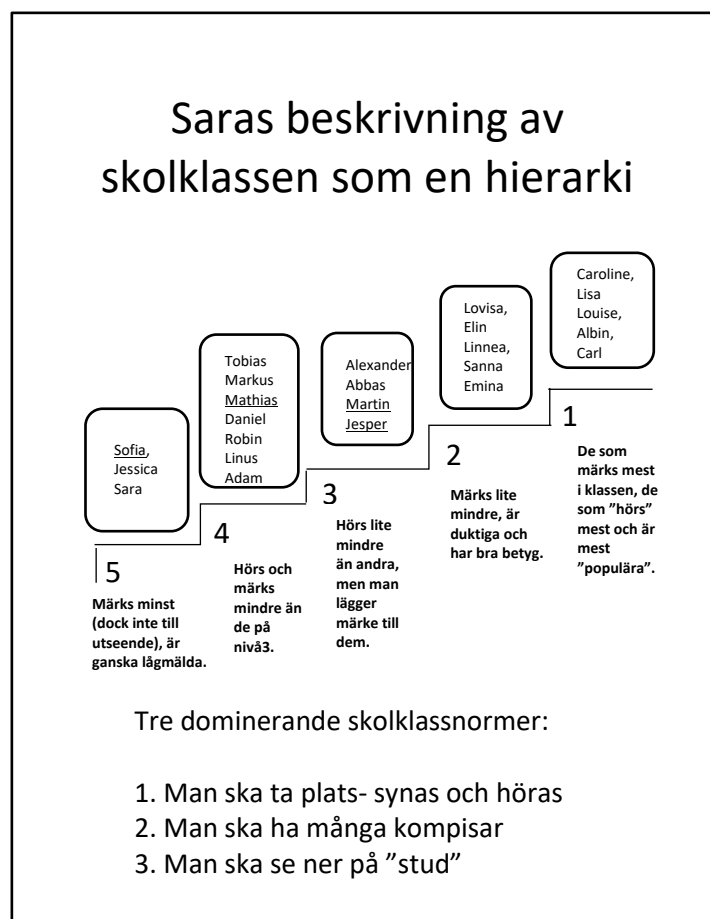 Saras beskrivning av
skolklassen som en hierarki
Sofia,
Jessica
Sara
5
Märks minst
(dock inte till
utseende), är
ganska lågmälda.
Tobias
Markus
Mathias
Daniel
Robin
Linus
Adam
4
Hörs och
märks
mindre än
de på
nivå3.
Alexander
Abbas
Martin
Jesper
3
Hörs lite
mindre
än andra,
men man
lägger
märke till
dem.
Lovisa,
Elin
Linnea,
Sanna
Emina
2
Märks lite
mindre, är
duktiga och
har bra betyg.
Caroline,
Lisa
Louise,
Albin,
Carl
1
De som
märks mest
i klassen, de
som ”hörs”
mest och är
mest
”populära”.
Tre dominerande skolklassnormer:
1. Man ska ta plats- synas och höras
2. Man ska ha många kompisar
3. Man ska se ner på ”stud”